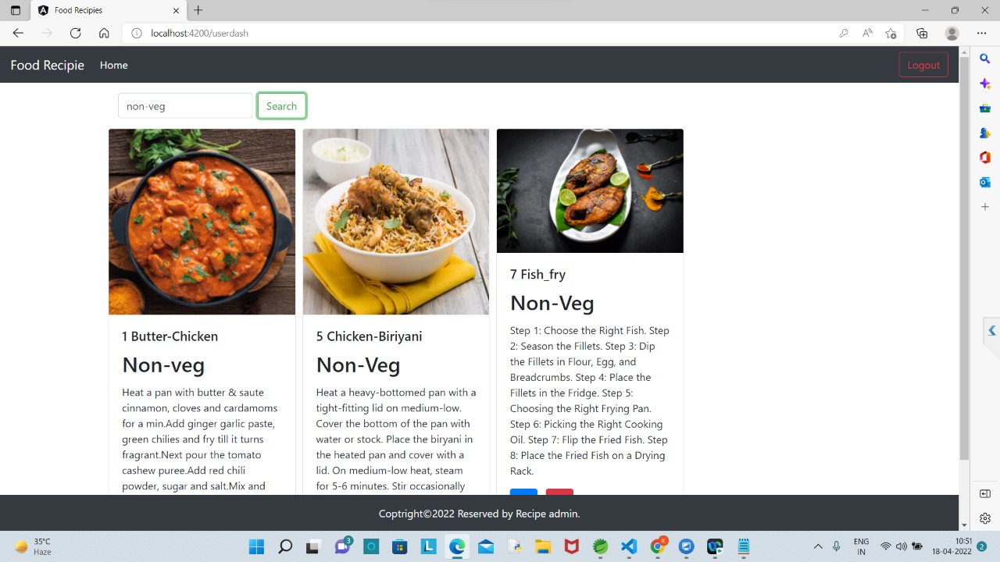 Food Recipies
localhost:4200/userdash
Food Recipie
Home
Logout
non-veg
Search
1 Butter-Chicken
Non-veg
Heat a pan with butter & saute
cinnamon, cloves and cardamoms
for a min.Add ginger garlic paste,
green chilies and fry till it turns
fragrant.Next pour the tomato
cashew puree.Add red chili
powder, sugar and salt.Mix and
5 Chicken-Biriyani
Non-Veg
Heat a heavy-bottomed pan with a
tight-fitting lid on medium-low.
Cover the bottom of the pan with
water or stock. Place the biryani in
the heated pan and cover with a
lid. On medium-low heat, steam
for 5-6 minutes. Stir occasionally
7 Fish_fry
Non-Veg
Step 1: Choose the Right Fish. Step
2: Season the Fillets. Step 3: Dip
the Fillets in Flour, Egg, and
Breadcrumbs. Step 4: Place the
Fillets in the Fridge. Step 5:
Choosing the Right Frying Pan.
Step 6: Picking the Right Cooking
Oil. Step 7: Flip the Fried Fish. Step
8: Place the Fried Fish on a Drying
Rack.
Coptright©2022 Reserved by Recipe admin.
35°C
Haze
3
L
K
ENG
IN
10:51
18-04-2022
2